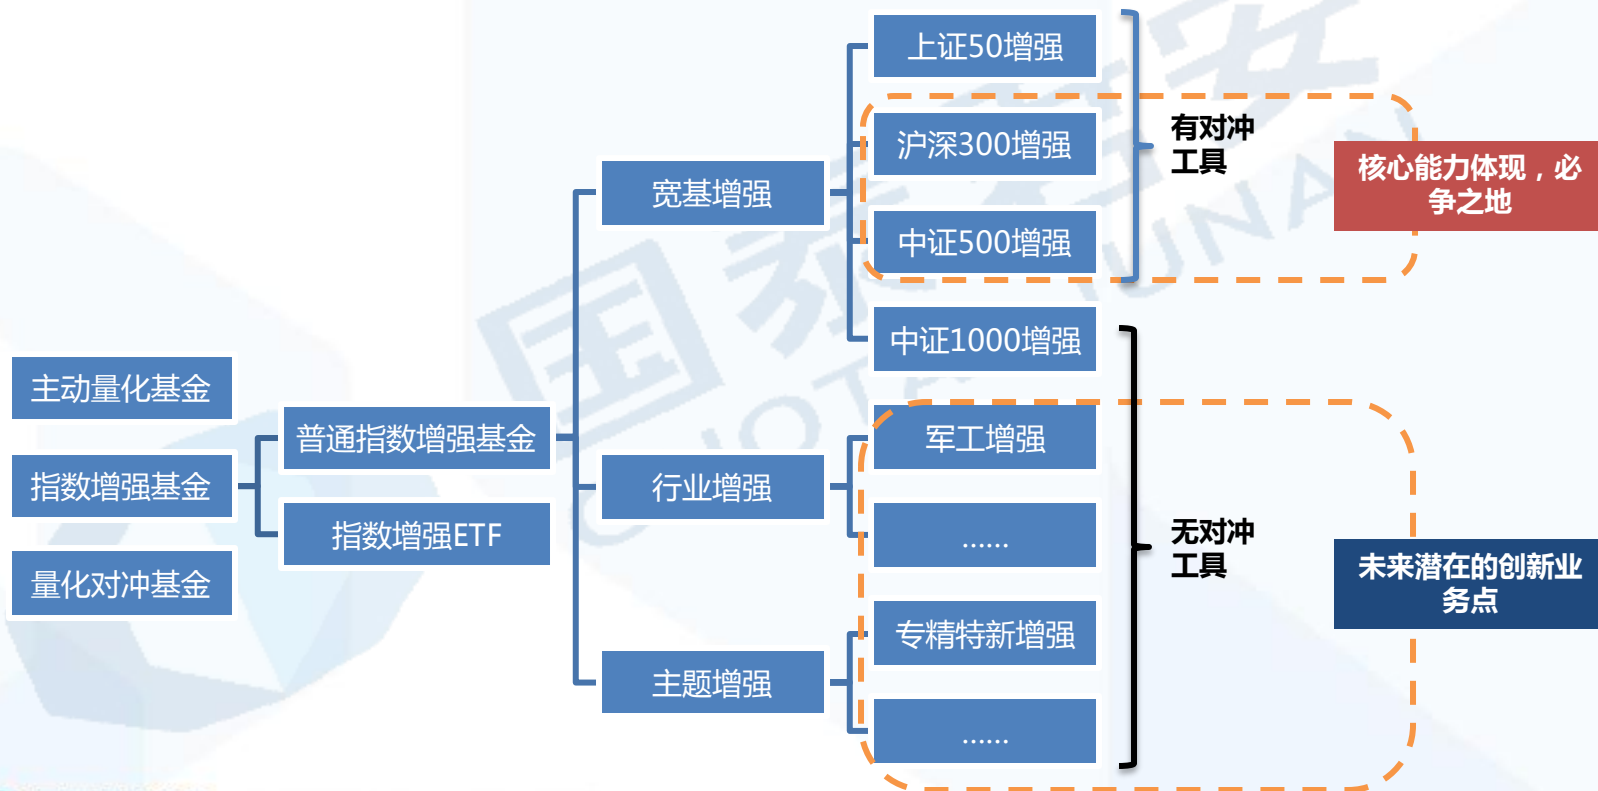 上证50增强
沪深300增强
有对冲
工具
核心能力体现，必
争之地
宽基增强
中证500增强
中证1000增强
主动量化基金
普通指数增强基金
军工增强
指数增强基金
行业增强
指数增强ETF
……
无对冲
工具
未来潜在的创新业
务点
量化对冲基金
专精特新增强
主题增强
……
国泰君安